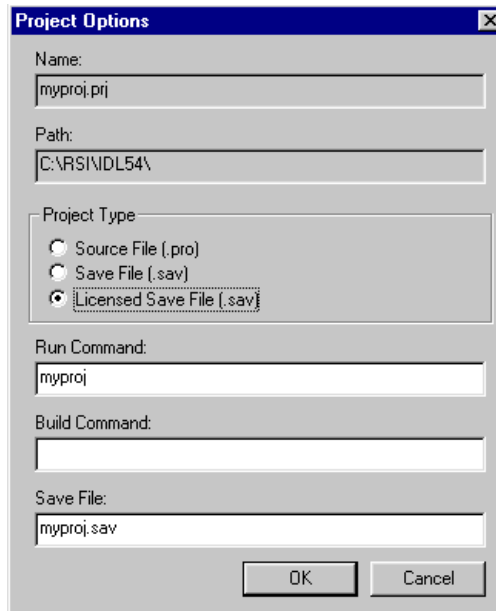 Project Options
Name:
myproj.prj
Path:
C:\RSI\IDL54\
Project Type
Source File (.pro)
Save File (.sav)
Licensed Save File (.sav)
Run Command:
myproj
Build Command:
Save File:
myproj.sav
OK Cancel